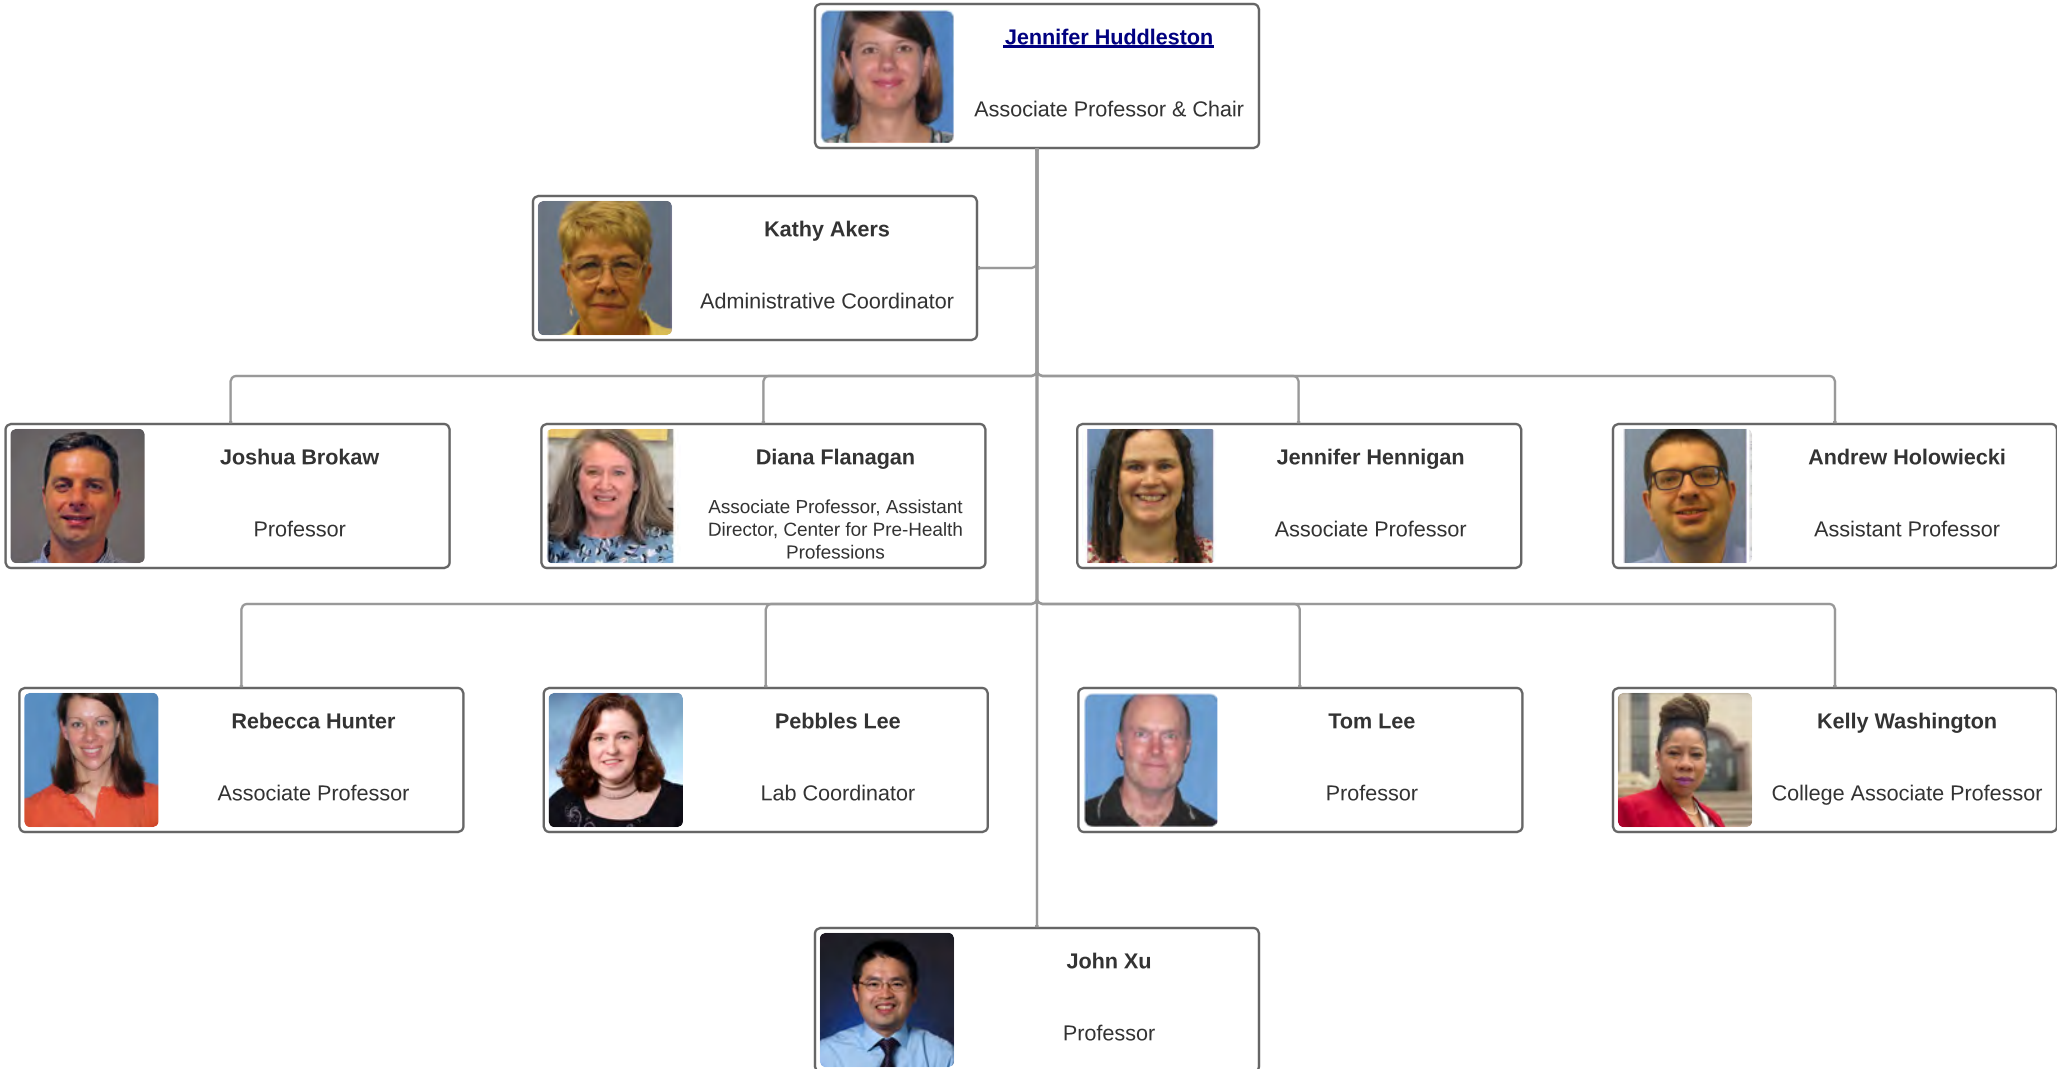 Jennifer Huddleston
Associate Professor & Chair
Kathy Akers
Administrative Coordinator
Joshua Brokaw
Professor
Diana Flanagan
Associate Professor, Assistant
Director, Center for Pre-Health
Professions
Jennifer Hennigan
Associate Professor
Andrew Holowiecki
Assistant Professor
Rebecca Hunter
Associate Professor
Pebbles Lee
Lab Coordinator
Tom Lee
Professor
Kelly Washington
College Associate Professor
John Xu
Professor